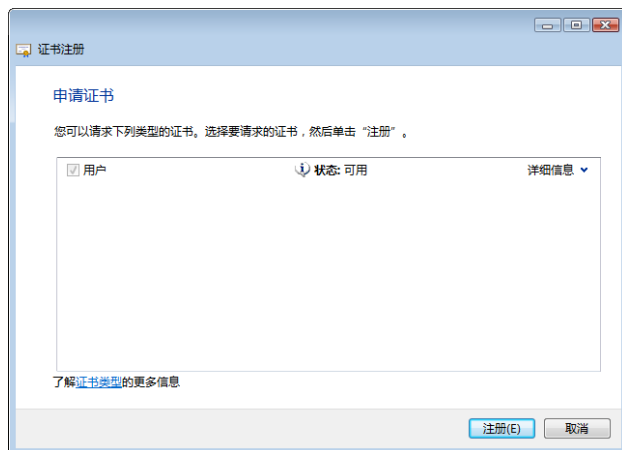 证书注册
申请证书
您可以请求下列类型的证书。选择要请求的证书，然后单击“注册”。
用户 状态: 可用 详细信息
了解证书类型的更多信息
注册(E) 取消